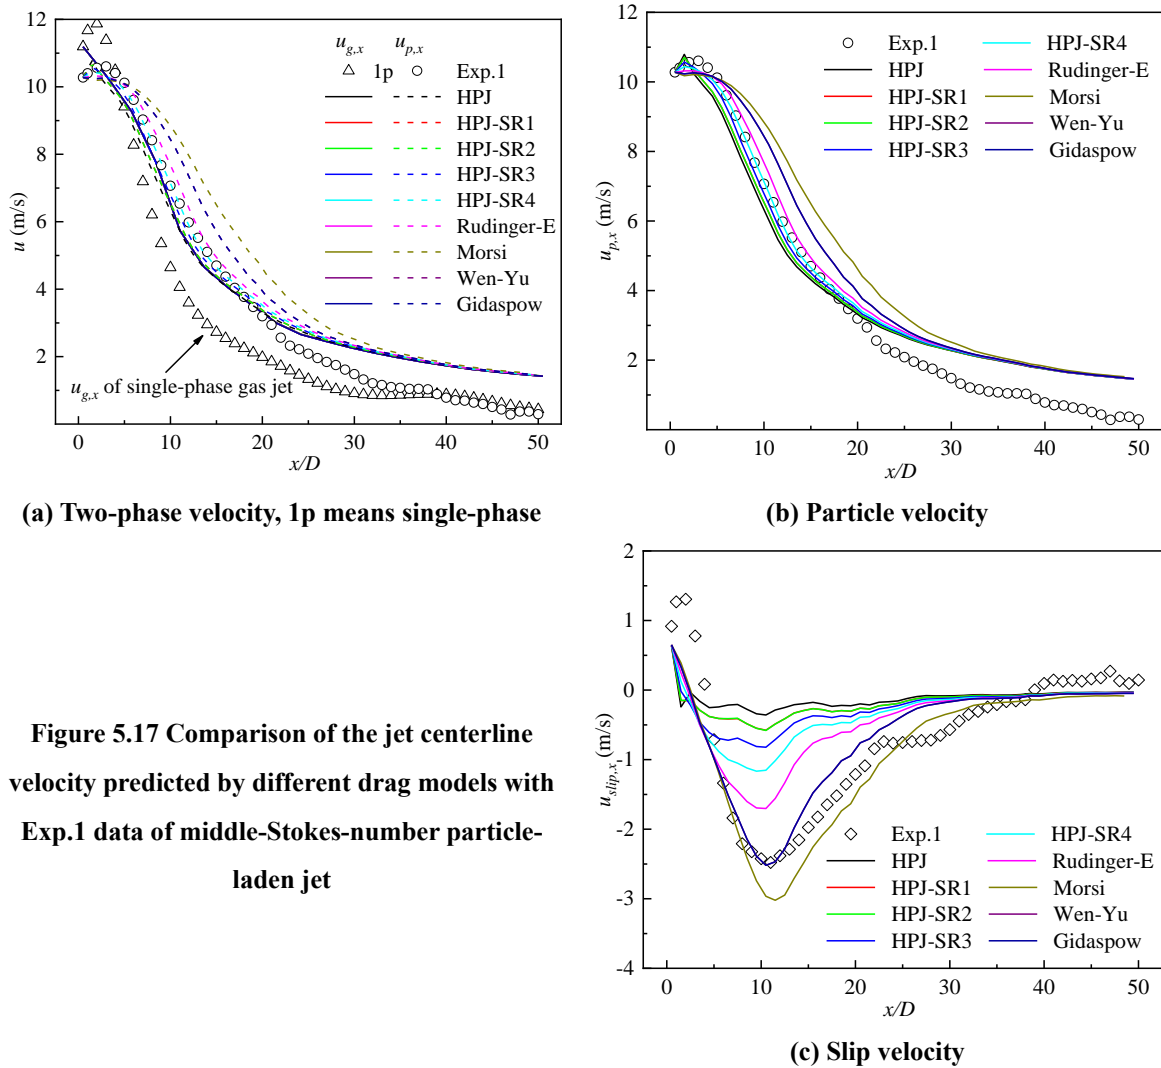 12
10
8
6
4
2
u (m/s)
0 10 20 30 40 50
x/D
u_{g,x} u_{p,x}
1p Exp.1
HPJ
HPJ-SR1
HPJ-SR2
HPJ-SR3
HPJ-SR4
Rudinger-E
Morsi
Wen-Yu
Gidaspow
u_{g,x} of single-phase gas jet
(a) Two-phase velocity, 1p means single-phase
12
10
8
6
4
2
u_{p,x} (m/s)
0 10 20 30 40 50
x/D
Exp.1 HPJ-SR4
HPJ Rudinger-E
HPJ-SR1 Morsi
HPJ-SR2 Wen-Yu
HPJ-SR3 Gidaspow
(b) Particle velocity
Figure 5.17 Comparison of the jet centerline
velocity predicted by different drag models with
Exp.1 data of middle-Stokes-number particle-
laden jet
2
1
0
-1
-2
-3
-4
u_{slip,x} (m/s)
0 10 20 30 40 50
x/D
Exp.1 HPJ-SR4
HPJ Rudinger-E
HPJ-SR1 Morsi
HPJ-SR2 Wen-Yu
HPJ-SR3 Gidaspow
(c) Slip velocity